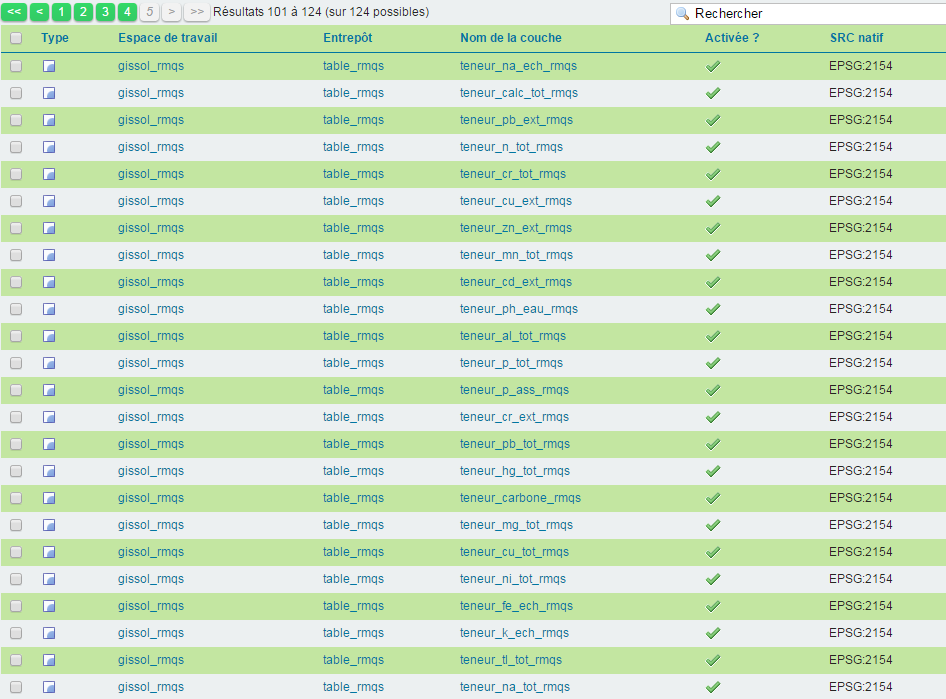 << < 1 2 3 4 5 > >> Résultats 101 à 124 (sur 124 possibles) Rechercher
Type Espace de travail Entrepôt Nom de la couche Activée ? SRC natif
gissol_rmqs table_rmqs teneur_na_ech_rmqs EPSG:2154
gissol_rmqs table_rmqs teneur_calc_tot_rmqs EPSG:2154
gissol_rmqs table_rmqs teneur_pb_ext_rmqs EPSG:2154
gissol_rmqs table_rmqs teneur_n_tot_rmqs EPSG:2154
gissol_rmqs table_rmqs teneur_cr_tot_rmqs EPSG:2154
gissol_rmqs table_rmqs teneur_cu_ext_rmqs EPSG:2154
gissol_rmqs table_rmqs teneur_zn_ext_rmqs EPSG:2154
gissol_rmqs table_rmqs teneur_mn_tot_rmqs EPSG:2154
gissol_rmqs table_rmqs teneur_cd_ext_rmqs EPSG:2154
gissol_rmqs table_rmqs teneur_ph_eau_rmqs EPSG:2154
gissol_rmqs table_rmqs teneur_al_tot_rmqs EPSG:2154
gissol_rmqs table_rmqs teneur_p_tot_rmqs EPSG:2154
gissol_rmqs table_rmqs teneur_p_ass_rmqs EPSG:2154
gissol_rmqs table_rmqs teneur_cr_ext_rmqs EPSG:2154
gissol_rmqs table_rmqs teneur_pb_tot_rmqs EPSG:2154
gissol_rmqs table_rmqs teneur_hg_tot_rmqs EPSG:2154
gissol_rmqs table_rmqs teneur_carbone_rmqs EPSG:2154
gissol_rmqs table_rmqs teneur_mg_tot_rmqs EPSG:2154
gissol_rmqs table_rmqs teneur_cu_tot_rmqs EPSG:2154
gissol_rmqs table_rmqs teneur_ni_tot_rmqs EPSG:2154
gissol_rmqs table_rmqs teneur_fe_ech_rmqs EPSG:2154
gissol_rmqs table_rmqs teneur_k_ech_rmqs EPSG:2154
gissol_rmqs table_rmqs teneur_tl_tot_rmqs EPSG:2154
gissol_rmqs table_rmqs teneur_na_tot_rmqs EPSG:2154